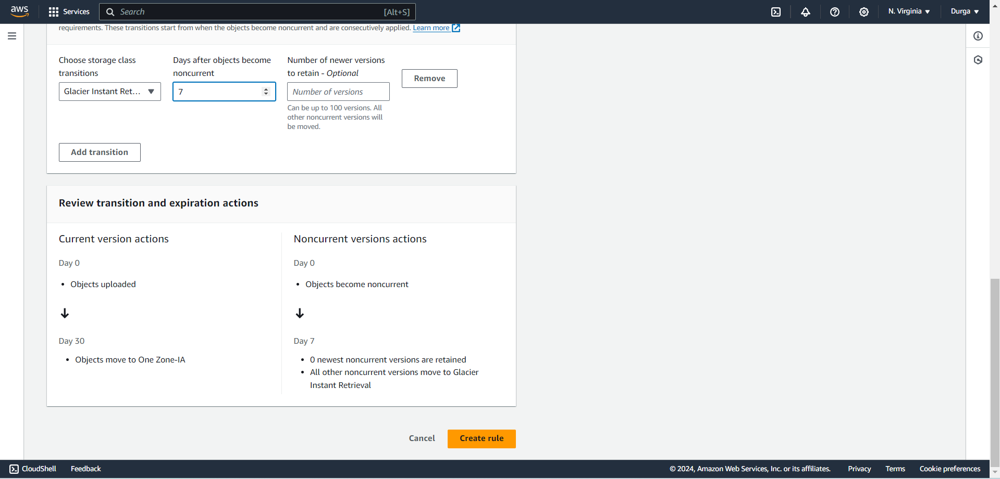 aws
Services
Search
[Alt+S]
N. Virginia
Durga
requirements. These transitions start from when the objects become noncurrent and are consecutively applied. Learn more
Choose storage class
transitions
Days after objects become
noncurrent
Number of newer versions
to retain - Optional
Remove
Glacier Instant Ret...
7
Number of versions
Can be up to 100 versions. All
other noncurrent versions will
be moved.
Add transition
Review transition and expiration actions
Current version actions
Day 0
• Objects uploaded
Day 30
• Objects move to One Zone-IA
Noncurrent versions actions
Day 0
• Objects become noncurrent
Day 7
• 0 newest noncurrent versions are retained
• All other noncurrent versions move to Glacier
Instant Retrieval
Cancel
Create rule
CloudShell
Feedback
© 2024, Amazon Web Services, Inc. or its affiliates.
Privacy
Terms
Cookie preferences